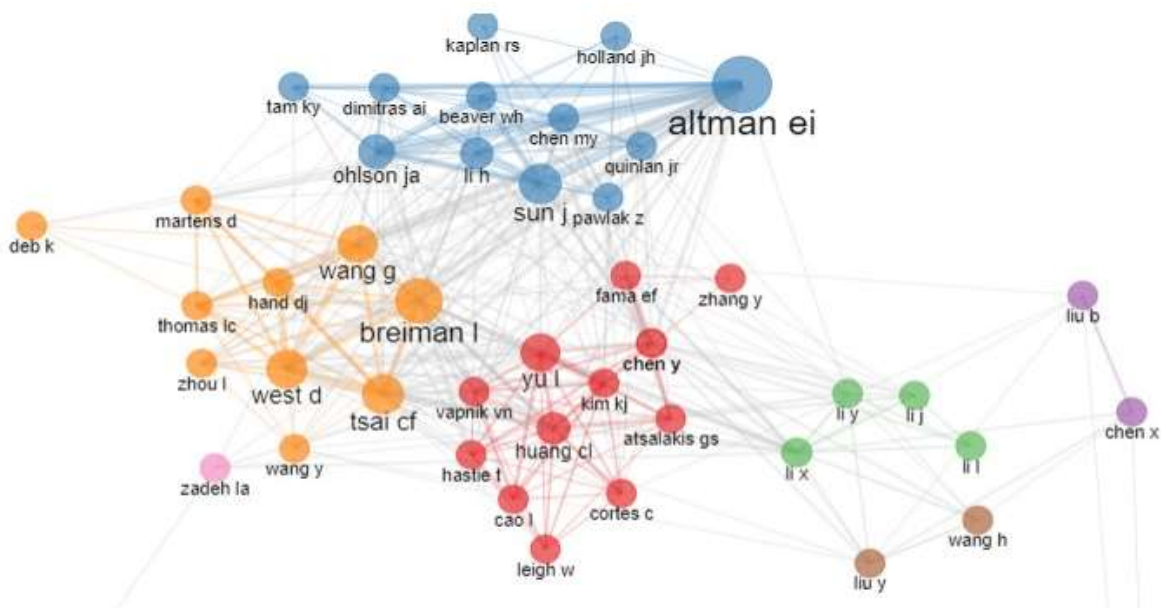 kaplan rs
holland jh
tam ky
dimitras ai
beaver wh
altman ei
chen my
ohlson ja
li h
quinlan jr
sun j
pawlak z
martens d
deb k
wang g
hand dj
fama ef
zhang y
thomas lc
breiman l
liu b
zhou l
west d
yu l
chen y
tsai cf
vapnik vn
kim kj
li y
li j
atsalakis gs
chen x
huang cl
wang y
hastie t
zadeh la
li x
li l
cao l
cortes c
wang h
leigh w
liu y